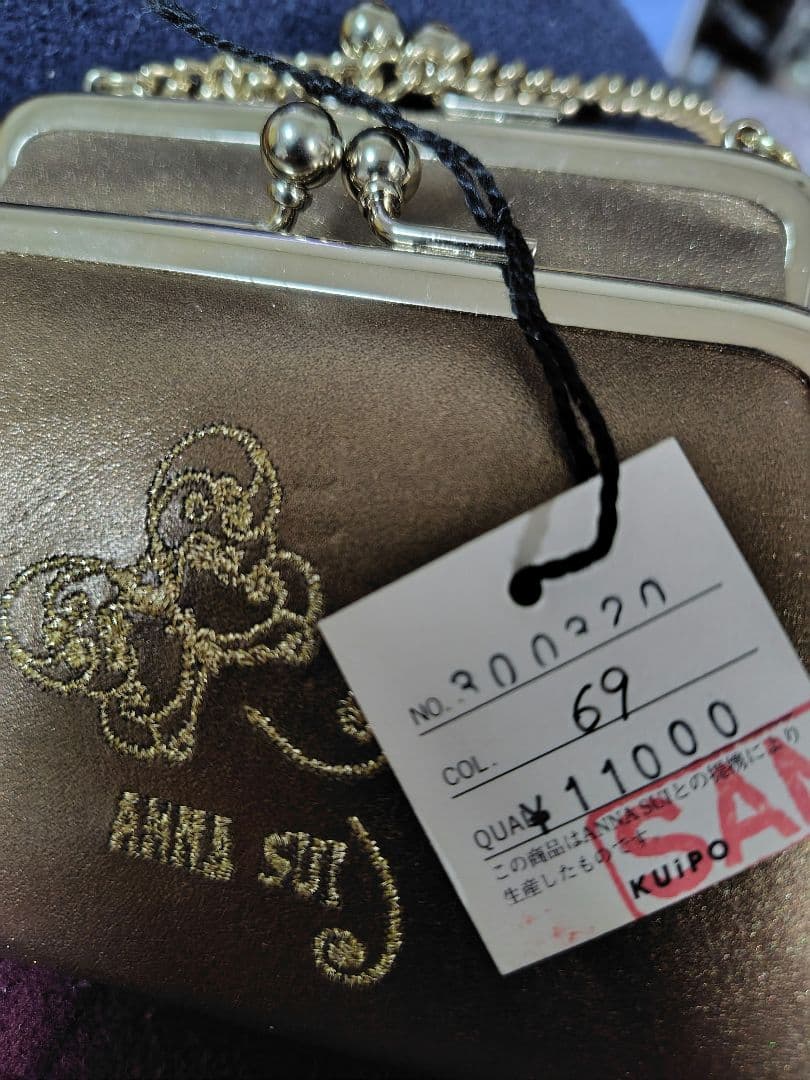 ANNA SUI
NO. 300320
COL. 69
QUA ¥11000
この商品はANNA SUIとの提携により
生産したものです。
KUiPO